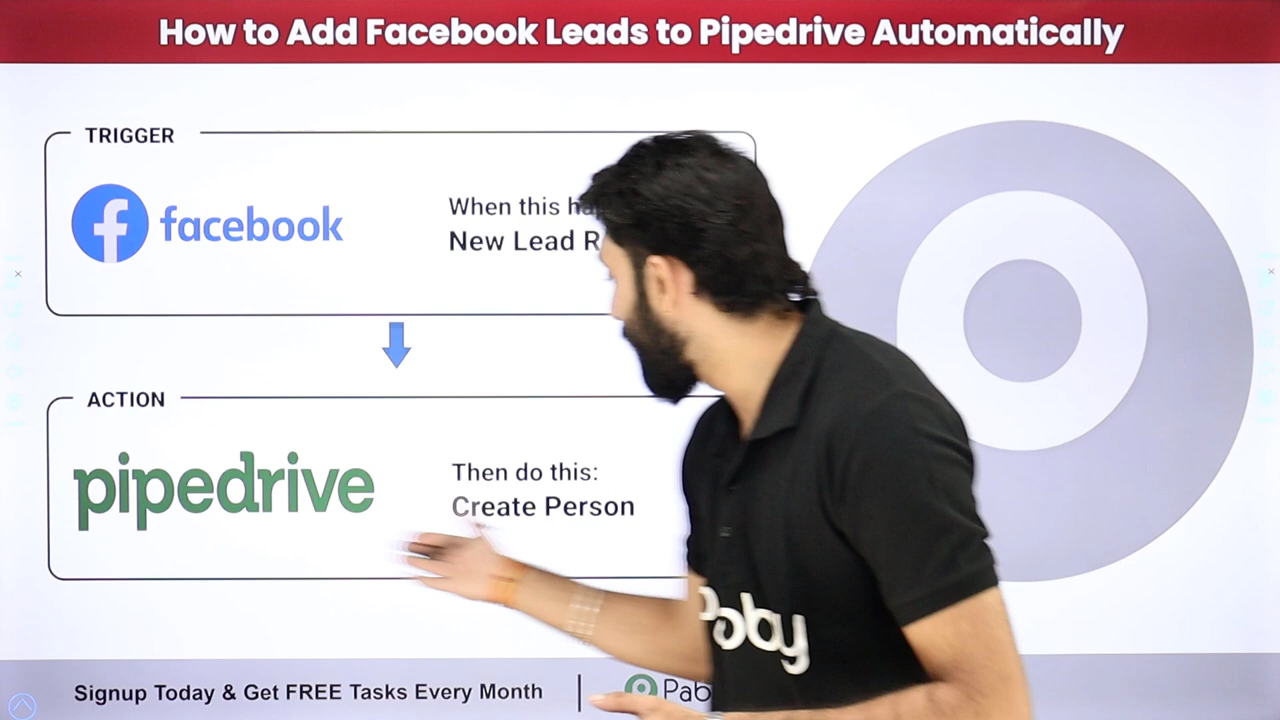 How to Add Facebook Leads to Pipedrive Automatically
TRIGGER
facebook
When this
New Lead
ACTION
pipedrive
Then do this:
Create Person
Signup Today & Get FREE Tasks Every Month
Pabbly